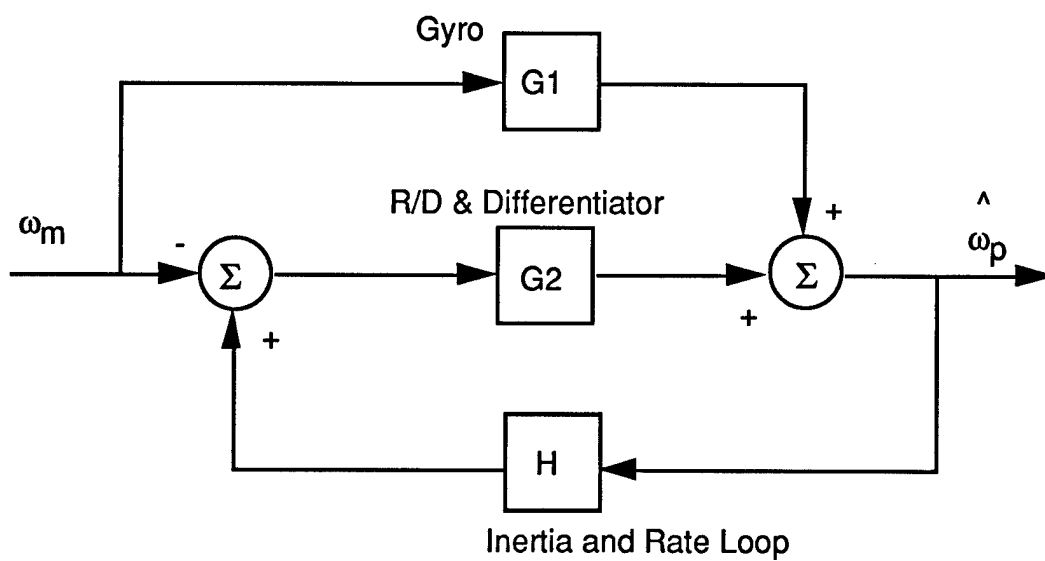 Gyro
G1
R/D & Differentiator
ωm
-
Σ
+
G2
+
+
Σ
^
ωp
H
Inertia and Rate Loop